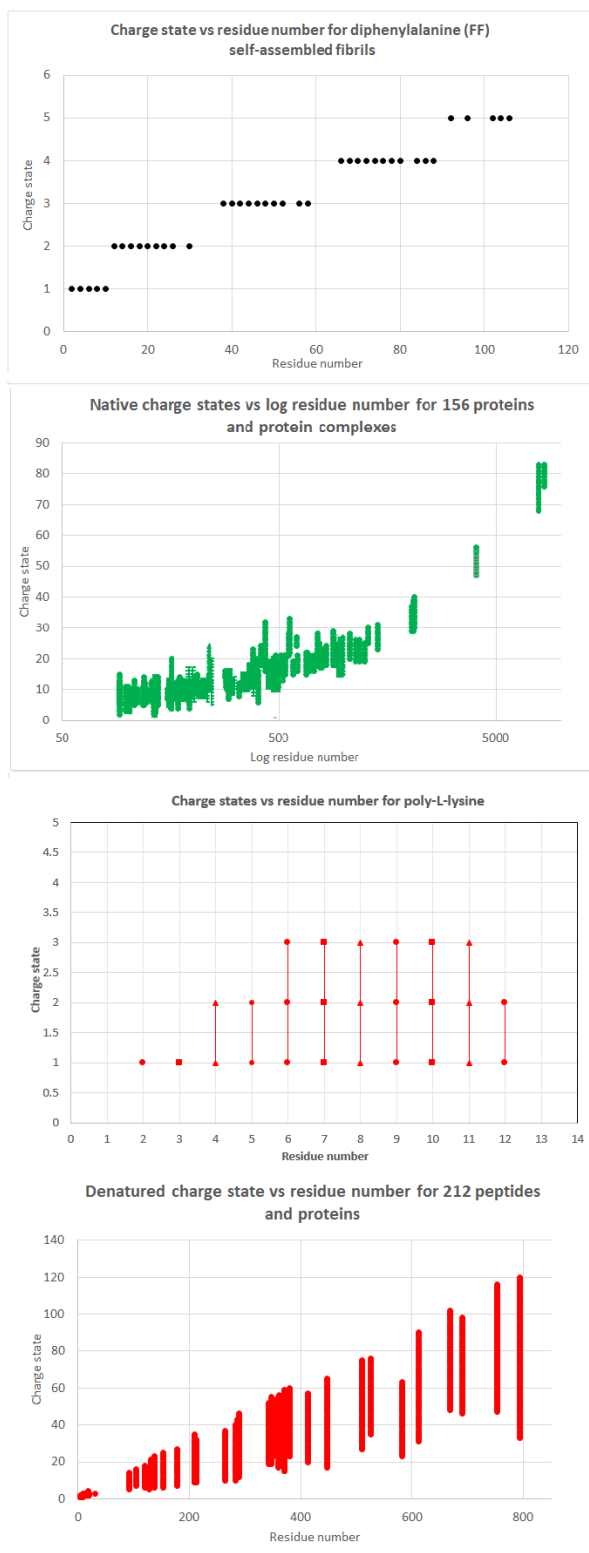 Charge state vs residue number for diphenylalanine (FF)
self-assembled fibrils
6
5
4
3
2
1
0
Charge state
0 20 40 60 80 100 120
Residue number
Native charge states vs log residue number for 156 proteins
and protein complexes
90
80
70
60
50
40
30
20
10
0
Charge state
50 500 5000
Log residue number
Charge states vs residue number for poly-L-lysine
5
4.5
4
3.5
3
2.5
2
1.5
1
0.5
0
Charge state
0 1 2 3 4 5 6 7 8 9 10 11 12 13 14
Residue number
Denatured charge state vs residue number for 212 peptides
and proteins
140
120
100
80
60
40
20
0
Charge state
0 200 400 600 800
Residue number